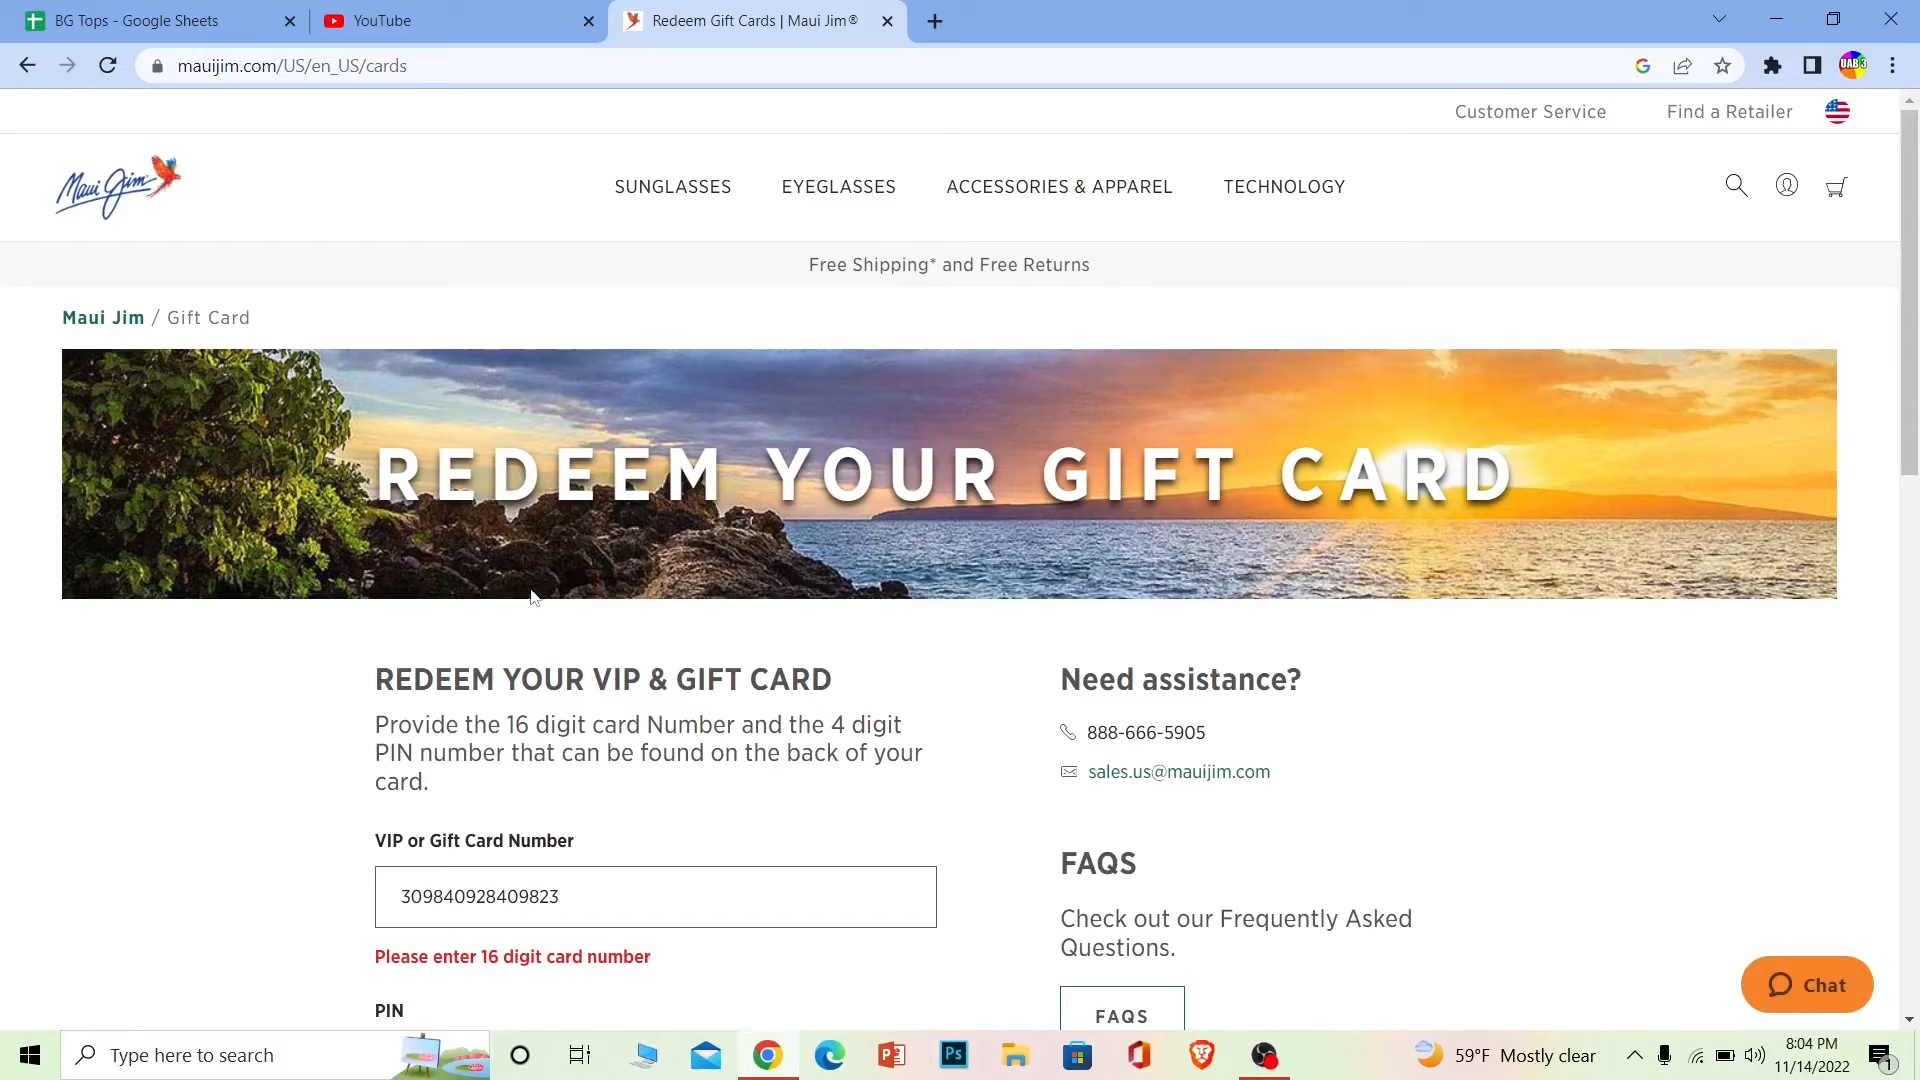 BG Tops - Google Sheets
YouTube
Redeem Gift Cards | Maui Jim®
mauijim.com/US/en_US/cards
UAB 3
Customer Service
Find a Retailer
Maui Jim
SUNGLASSES
EYEGLASSES
ACCESSORIES & APPAREL
TECHNOLOGY
Free Shipping* and Free Returns
Maui Jim / Gift Card
REDEEM YOUR GIFT CARD
REDEEM YOUR VIP & GIFT CARD
Provide the 16 digit card Number and the 4 digit
PIN number that can be found on the back of your
card.
VIP or Gift Card Number
309840928409823
Please enter 16 digit card number
PIN
Need assistance?
888-666-5905
sales.us@mauijim.com
FAQS
Check out our Frequently Asked
Questions.
FAQS
Chat
Type here to search
Ps
59°F Mostly clear
8:04 PM
11/14/2022
1